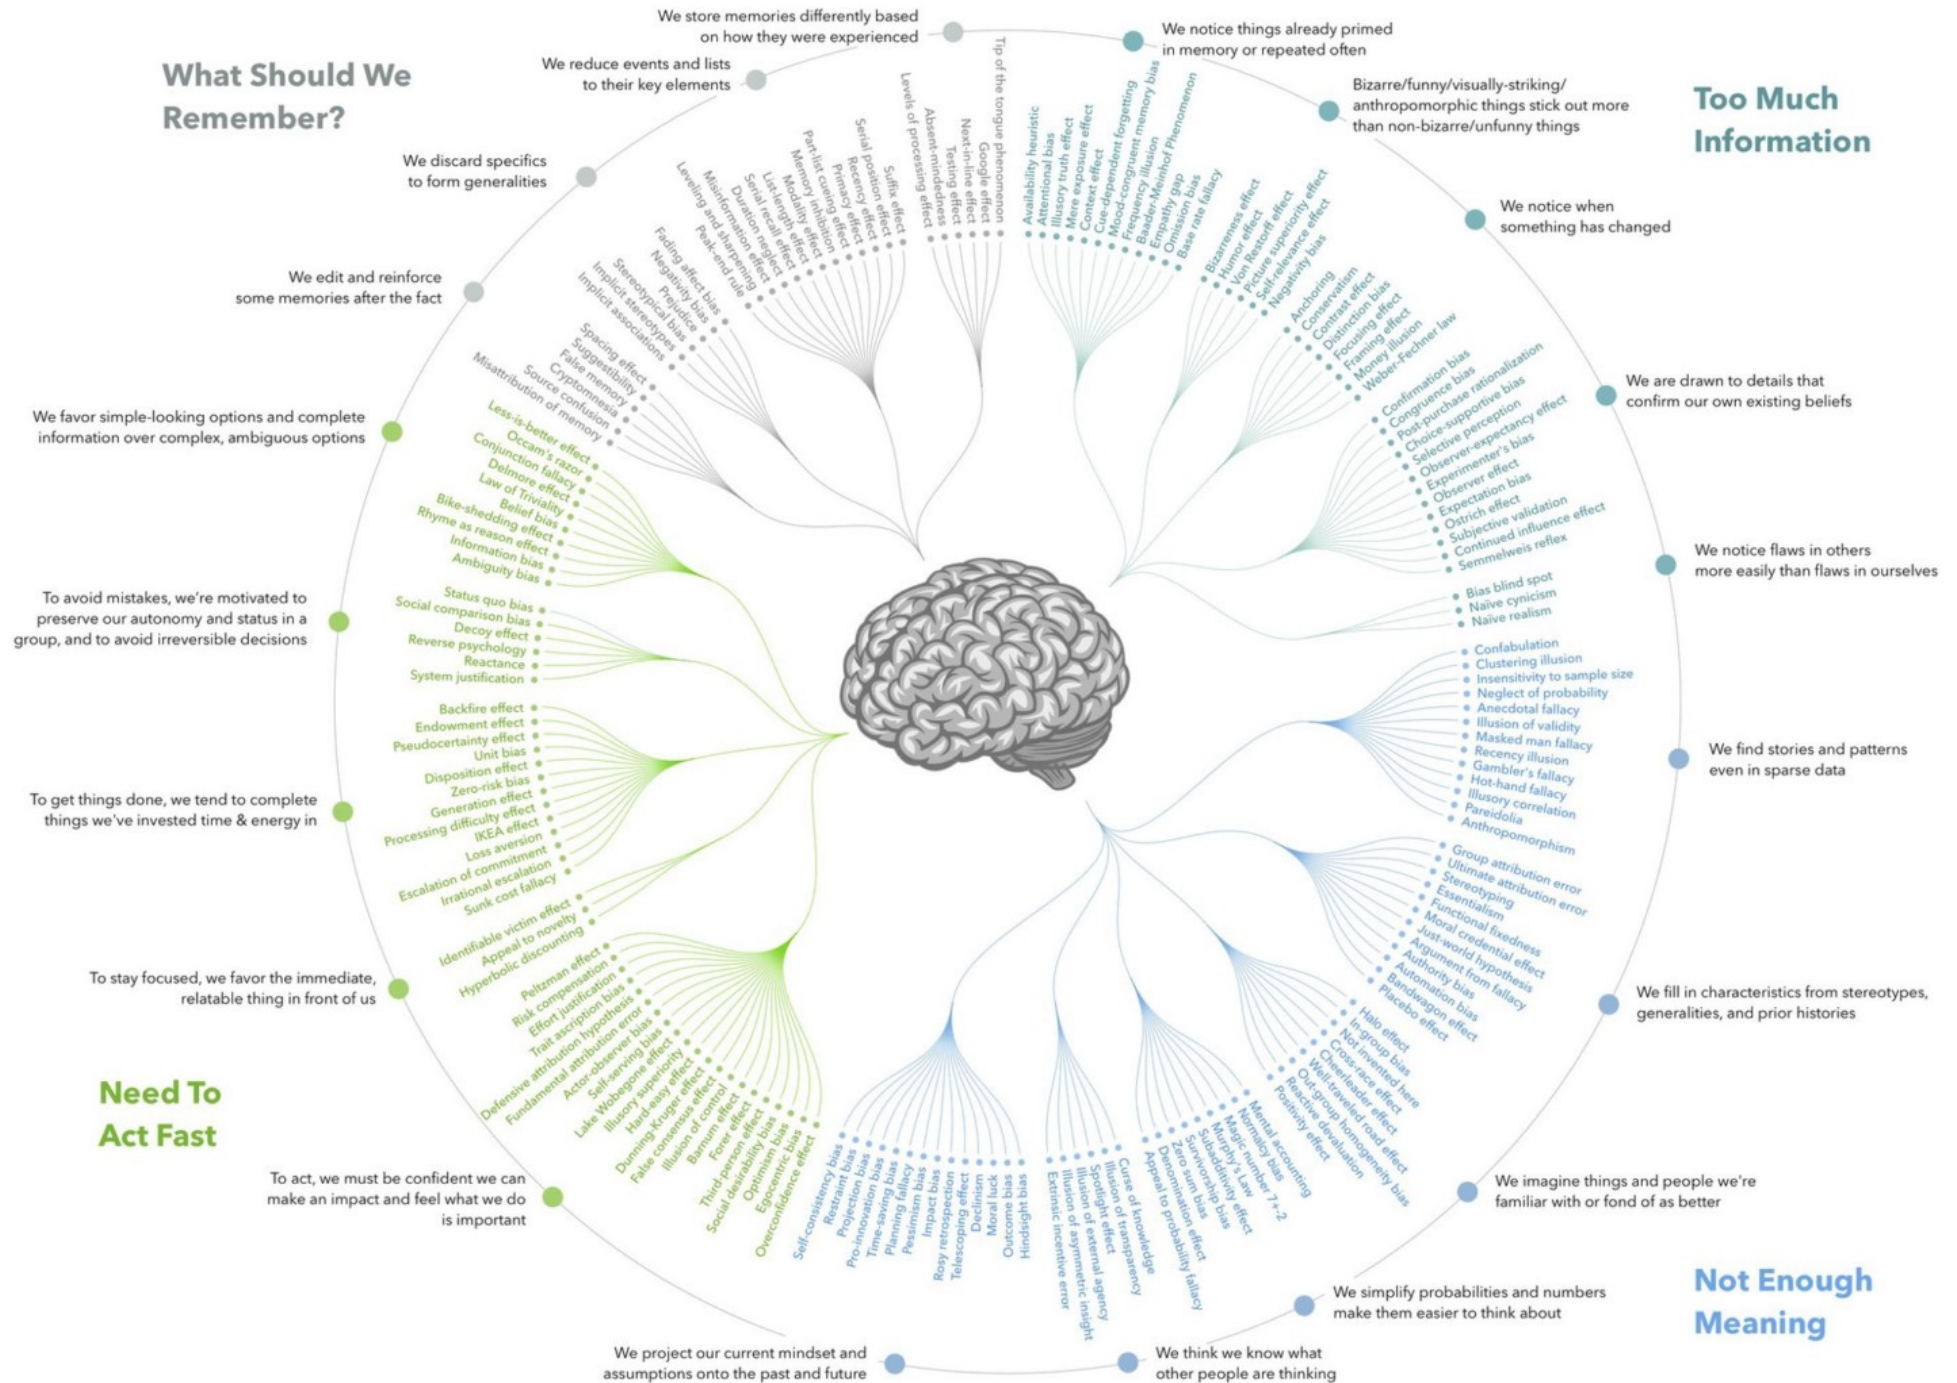 What Should We
Remember?
We store memories differently based
on how they were experienced
We reduce events and lists
to their key elements
We discard specifics
to form generalities
We edit and reinforce
some memories after the fact
Tip of the tongue phenomenon
Google effect
Next-in-line effect
Testing effect
Absent-mindedness
Levels of processing effect
Suffix effect
Serial position effect
Recency effect
Primacy effect
Part-list cueing effect
Memory inhibition
Modality effect
List-length effect
Serial recall effect
Duration neglect
Misinformation effect
Leveling and sharpening
Peak-end rule
Fading affect bias
Negativity bias
Prejudice
Stereotypical bias
Implicit stereotypes
Implicit associations
Spacing effect
Suggestibility
False memory
Cryptomnesia
Source confusion
Misattribution of memory
Too Much
Information
We notice things already primed
in memory or repeated often
Bizarre/funny/visually-striking/
anthropomorphic things stick out more
than non-bizarre/unfunny things
We notice when
something has changed
We are drawn to details that
confirm our own existing beliefs
We notice flaws in others
more easily than flaws in ourselves
Availability heuristic
Attentional bias
Illusory truth effect
Mere exposure effect
Context effect
Cue-dependent forgetting
Mood-congruent memory bias
Frequency illusion
Baader-Meinhof Phenomenon
Empathy gap
Omission bias
Base rate fallacy
Bizarreness effect
Humor effect
Von Restorff effect
Picture superiority effect
Self-relevance effect
Negativity bias
Anchoring
Conservatism
Contrast effect
Distinction bias
Focusing effect
Framing effect
Money illusion
Weber-Fechner law
Confirmation bias
Congruence bias
Post-purchase rationalization
Choice-supportive bias
Selective perception
Observer-expectancy effect
Experimenter's bias
Observer effect
Expectation bias
Ostrich effect
Subjective validation
Continued influence effect
Semmelweis reflex
Bias blind spot
Naïve cynicism
Naïve realism
Not Enough
Meaning
We find stories and patterns
even in sparse data
We fill in characteristics from stereotypes,
generalities, and prior histories
We imagine things and people we're
familiar with or fond of as better
We simplify probabilities and numbers
make them easier to think about
We think we know what
other people are thinking
We project our current mindset and
assumptions onto the past and future
Confabulation
Clustering illusion
Insensitivity to sample size
Neglect of probability
Anecdotal fallacy
Illusion of validity
Masked man fallacy
Recency illusion
Gambler's fallacy
Hot-hand fallacy
Illusory correlation
Pareidolia
Anthropomorphism
Group attribution error
Ultimate attribution error
Stereotyping
Essentialism
Functional fixedness
Moral credential effect
Just-world hypothesis
Argument from fallacy
Authority bias
Automation bias
Bandwagon effect
Placebo effect
Halo effect
In-group bias
Not invented here
Cross-race effect
Cheerleader effect
Well-traveled road effect
Out-group homogeneity bias
Reactive devaluation
Positivity effect
Mental accounting
Normalcy bias
Magic number 7+-2
Murphy's Law
Subadditivity effect
Survivorship bias
Zero sum bias
Denomination effect
Appeal to probability fallacy
Curse of knowledge
Illusion of transparency
Spotlight effect
Illusion of external agency
Illusion of asymmetric insight
Extrinsic incentive error
Hindsight bias
Outcome bias
Moral luck
Declinism
Telescoping effect
Rosy retrospection
Impact bias
Pessimism bias
Planning fallacy
Time-saving bias
Pro-innovation bias
Projection bias
Restraint bias
Self-consistency bias
Need To
Act Fast
We favor simple-looking options and complete
information over complex, ambiguous options
To avoid mistakes, we're motivated to
preserve our autonomy and status in a
group, and to avoid irreversible decisions
To get things done, we tend to complete
things we've invested time & energy in
To stay focused, we favor the immediate,
relatable thing in front of us
To act, we must be confident we can
make an impact and feel what we do
is important
Less-is-better effect
Occam's razor
Conjunction fallacy
Delmore effect
Law of Triviality
Belief bias
Bike-shedding effect
Rhyme as reason effect
Information bias
Ambiguity bias
Status quo bias
Social comparison bias
Decoy effect
Reverse psychology
Reactance
System justification
Backfire effect
Endowment effect
Pseudocertainty effect
Unit bias
Disposition effect
Zero-risk bias
Generation effect
Processing difficulty effect
IKEA effect
Loss aversion
Escalation of commitment
Irrational escalation
Sunk cost fallacy
Identifiable victim effect
Appeal to novelty
Hyperbolic discounting
Peltzman effect
Risk compensation
Effort justification
Trait ascription bias
Defensive attribution hypothesis
Fundamental attribution error
Actor-observer bias
Self-serving bias
Lake Wobegone effect
Illusory superiority
Hard-easy effect
Dunning-Kruger effect
False consensus effect
Illusion of control
Barnum effect
Forer effect
Third-person effect
Social desirability bias
Optimism bias
Egocentric bias
Overconfidence effect